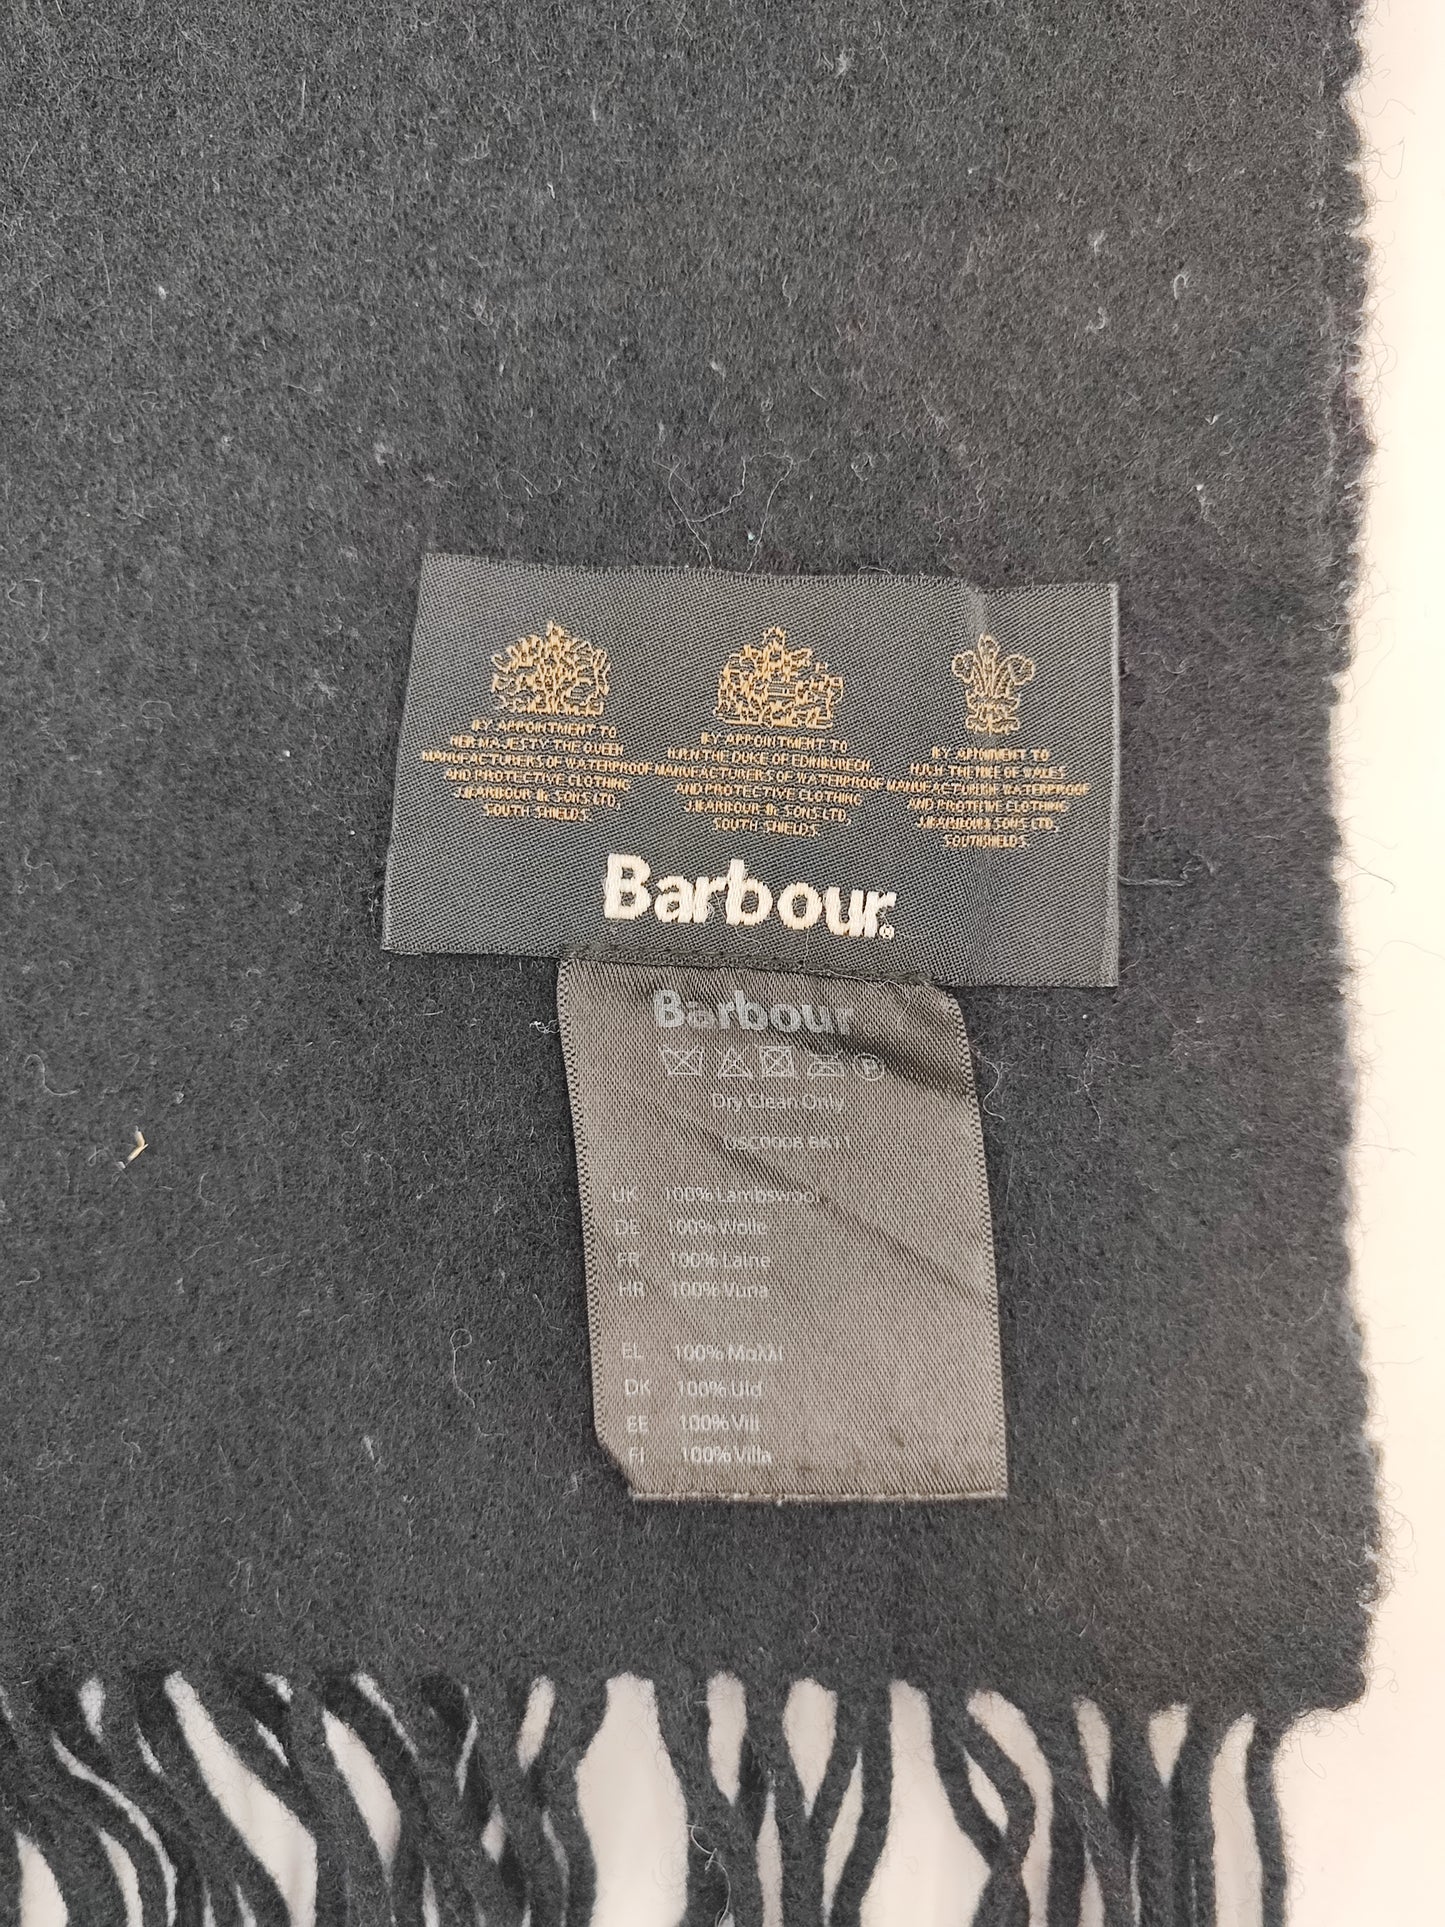 BY APPOINTMENT TO
HER MAJESTY THE QUEEN
MANUFACTURERS OF WATERPROOF
AND PROTECTIVE CLOTHING
J.BARBOUR & SONS LTD,
SOUTH SHIELDS.
BY APPOINTMENT TO
H.R.H THE DUKE OF EDINBURGH
MANUFACTURERS OF WATERPROOF
AND PROTECTIVE CLOTHING
J.BARBOUR & SONS LTD,
SOUTH SHIELDS.
BY APPOINTMENT TO
H.R.H THE OF WALES
MANUFACTURERS OF WATERPROOF
AND PROTECTIVE CLOTHING
J.BARBOUR & SONS LTD,
SOUTH SHIELDS.
Barbour®
Barbour
Dry Clean Only
UK 100% Lambswool
DE 100% Wolle
FR 100% Laine
HR 100% Vuna
EL 100% Μαλλί
DK 100% Uld
EE 100% Vill
FI 100% Villa